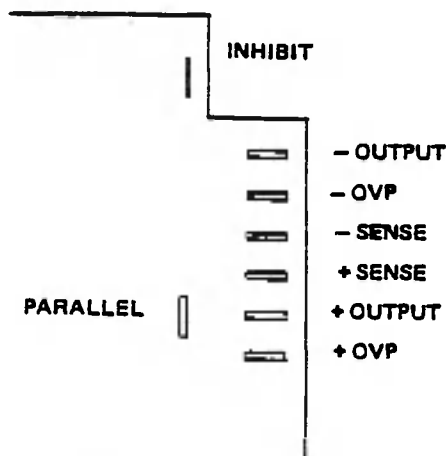 INHIBIT
– OUTPUT
– OVP
– SENSE
+ SENSE
PARALLEL
+ OUTPUT
+ OVP